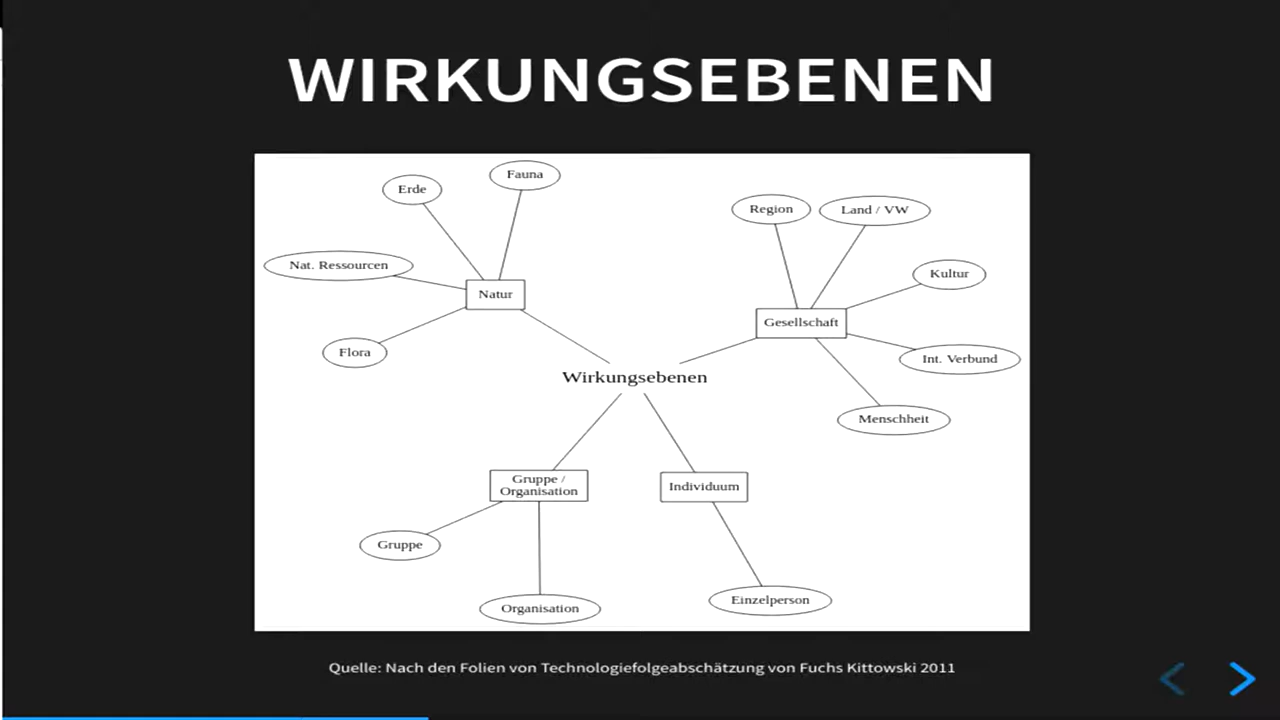 WIRKUNGSEBENEN
Fauna
Erde
Region
Land / VW
Nat. Ressourcen
Kultur
Natur
Gesellschaft
Flora
Int. Verbund
Wirkungsebenen
Menschheit
Gruppe /
Organisation
Individuum
Gruppe
Einzelperson
Organisation
Quelle: Nach den Folien von Technologiefolgeabschätzung von Fuchs Kittowski 2011